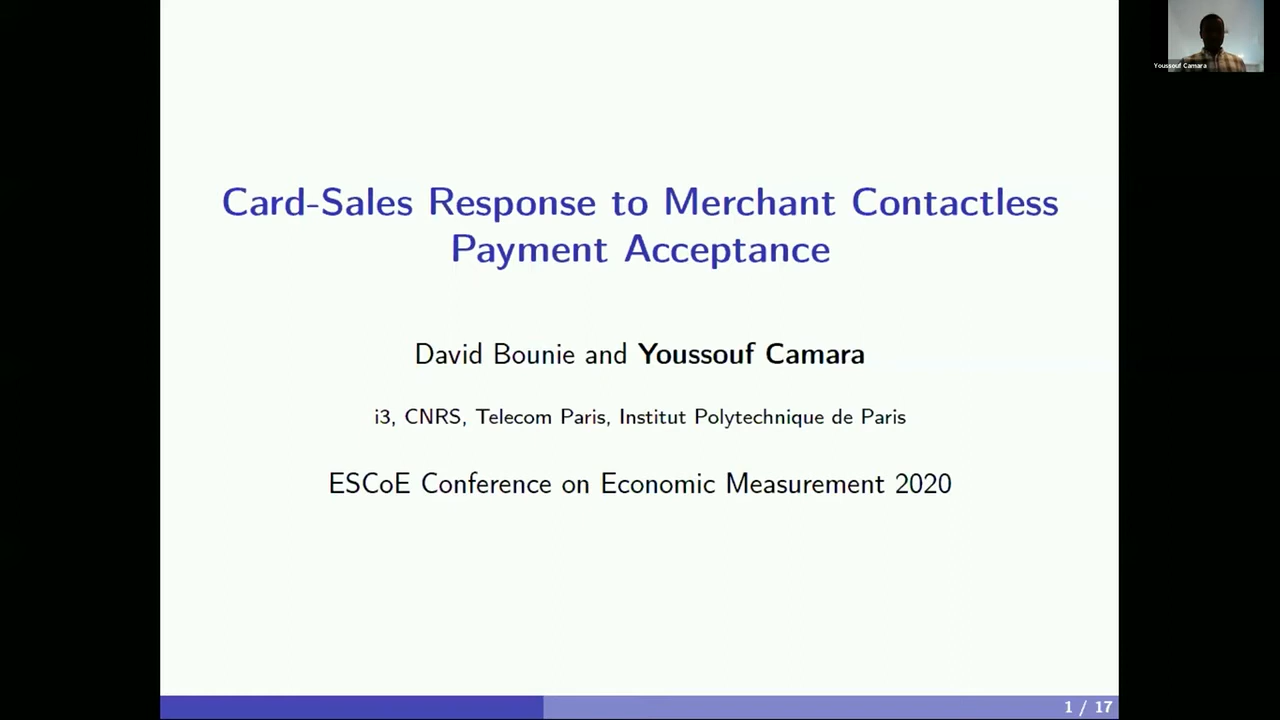 Youssouf Camara
Card-Sales Response to Merchant Contactless
Payment Acceptance
David Bounie and Youssouf Camara
i3, CNRS, Telecom Paris, Institut Polytechnique de Paris
ESCoE Conference on Economic Measurement 2020
1 / 17